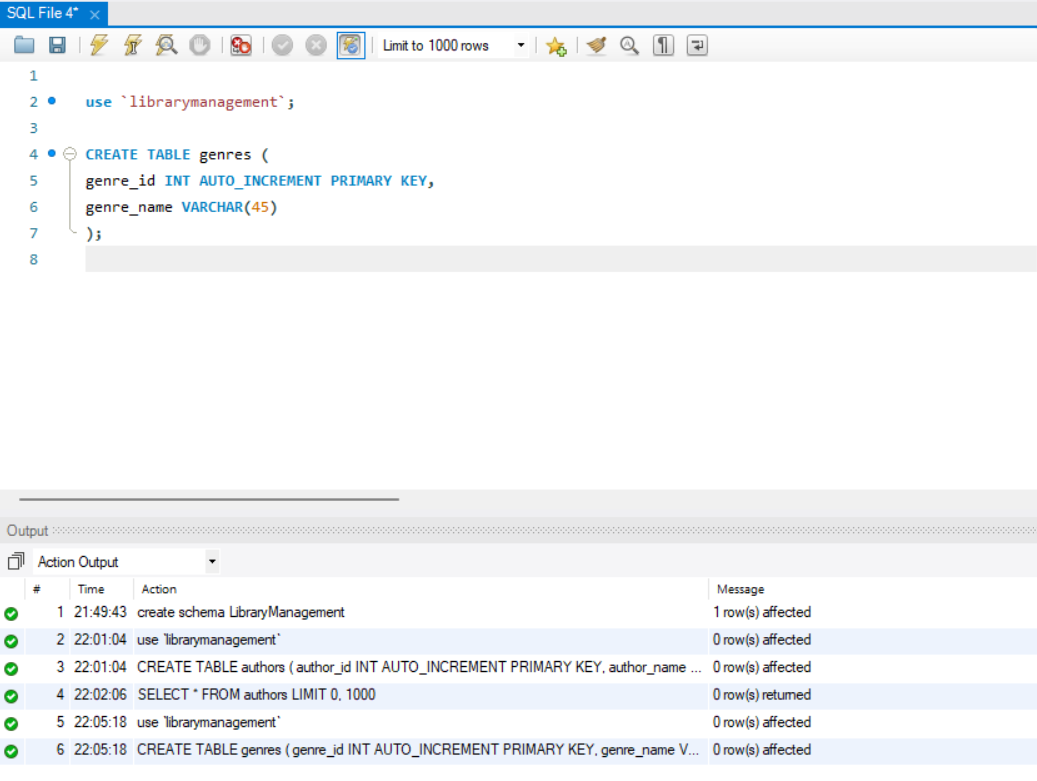 SQL File 4*
Limit to 1000 rows
1
2 use `librarymanagement`;
3
4 CREATE TABLE genres (
5 genre_id INT AUTO_INCREMENT PRIMARY KEY,
6 genre_name VARCHAR(45)
7 );
8
Output
Action Output
# Time Action Message
1 21:49:43 create schema LibraryManagement 1 row(s) affected
2 22:01:04 use `librarymanagement` 0 row(s) affected
3 22:01:04 CREATE TABLE authors ( author_id INT AUTO_INCREMENT PRIMARY KEY, author_name ... 0 row(s) affected
4 22:02:06 SELECT * FROM authors LIMIT 0, 1000 0 row(s) returned
5 22:05:18 use `librarymanagement` 0 row(s) affected
6 22:05:18 CREATE TABLE genres ( genre_id INT AUTO_INCREMENT PRIMARY KEY, genre_name V... 0 row(s) affected